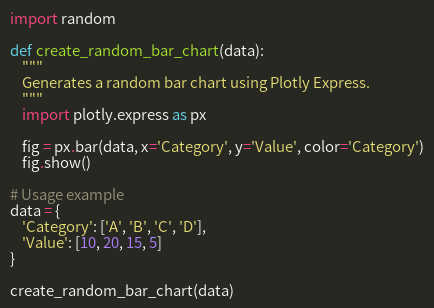 import random

def create_random_bar_chart(data):
    """
    Generates a random bar chart using Plotly Express.
    """
    import plotly.express as px

    fig = px.bar(data, x='Category', y='Value', color='Category')
    fig.show()

# Usage example
data = {
    'Category': ['A', 'B', 'C', 'D'],
    'Value': [10, 20, 15, 5]
}

create_random_bar_chart(data)